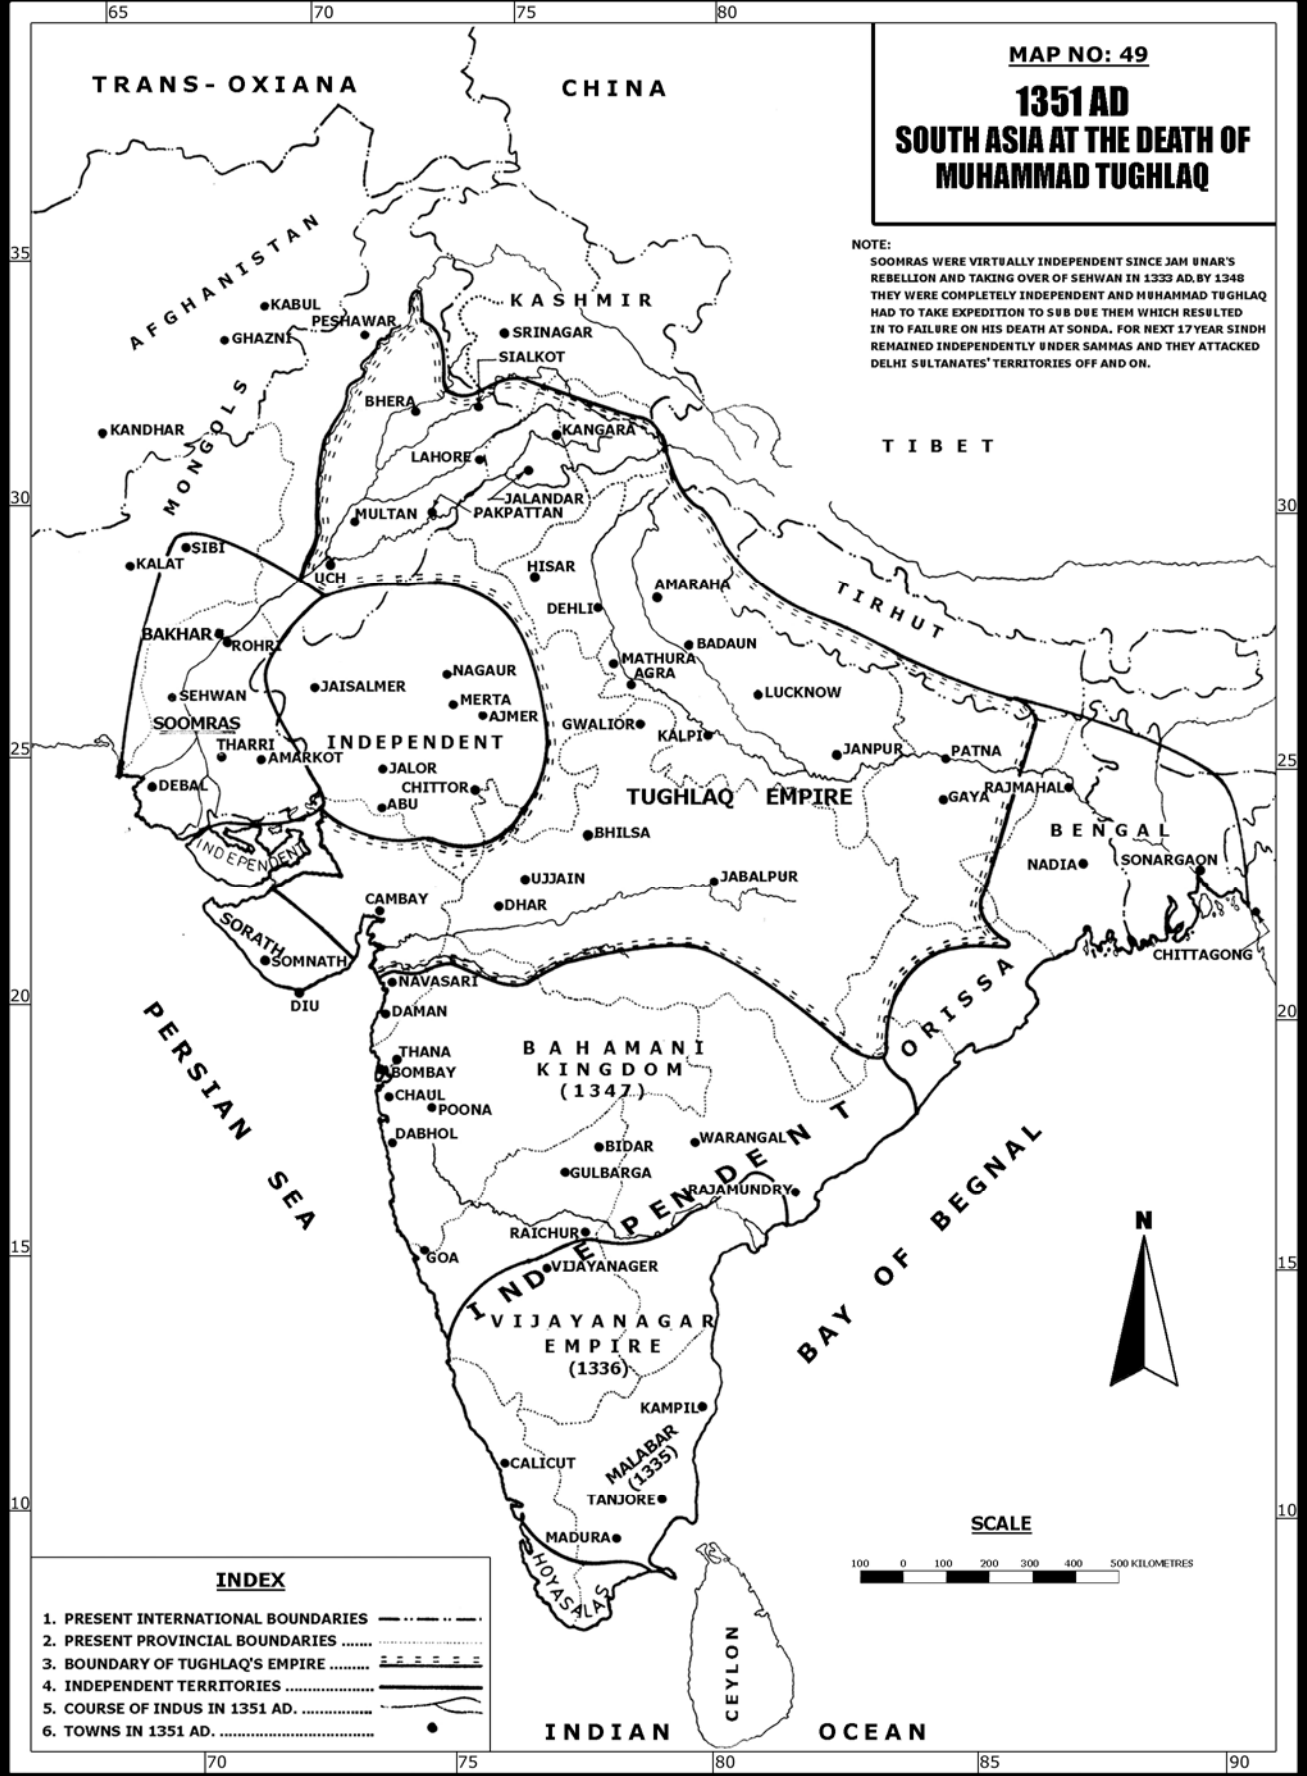 65 70 75 80
MAP NO: 49
1351 AD
SOUTH ASIA AT THE DEATH OF
MUHAMMAD TUGHLAQ
TRANS- OXIANA
CHINA
NOTE:
SOOMRAS WERE VIRTUALLY INDEPENDENT SINCE JAM UNAR'S
REBELLION AND TAKING OVER OF SEHWAN IN 1333 AD.BY 1348
THEY WERE COMPLETELY INDEPENDENT AND MUHAMMAD TUGHLAQ
HAD TO TAKE EXPEDITION TO SUB DUE THEM WHICH RESULTED
IN TO FAILURE ON HIS DEATH AT SONDA. FOR NEXT 17 YEAR SINDH
REMAINED INDEPENDENTLY UNDER SAMMAS AND THEY ATTACKED
DELHI SULTANATES' TERRITORIES OFF AND ON.
35
AFGHANISTAN
KABUL
KASHMIR
PESHAWAR
GHAZNI
SRINAGAR
SIALKOT
BHERA
MONGOLS
KANDHAR
KANGARA
TIBET
LAHORE
JALANDAR
30
30
MULTAN
PAKPATTAN
SIBI
KALAT
UCH
HISAR
AMARAHA
TIRHUT
DEHLI
BAKHAR
ROHRI
BADAUN
MATHURA
NAGAUR
AGRA
JAISALMER
SEHWAN
MERTA
LUCKNOW
AJMER
SOOMRAS
GWALIOR
KALPI
THARRI
INDEPENDENT
25
25
AMARKOT
JANPUR
PATNA
JALOR
DEBAL
CHITTOR
RAJMAHAL
ABU
TUGHLAQ EMPIRE
GAYA
BHILSA
BENGAL
INDEPENDENT
NADIA
SONARGAON
UJJAIN
JABALPUR
CAMBAY
DHAR
SORATH
CHITTAGONG
SOMNATH
NAVASARI
20
20
DIU
DAMAN
ORISSA
PERSIAN SEA
THANA
BAHAMANI
KINGDOM
(1347)
BOMBAY
CHAUL
POONA
DABHOL
BIDAR
WARANGAL
GULBARGA
RAJAMUNDRY
INDEPENDENT
BAY OF BEGNAL
N
RAICHUR
15
15
GOA
VIJAYANAGER
VIJAYANAGAR
EMPIRE
(1336)
KAMPIL
MALABAR
(1335)
CALICUT
TANJORE
10
10
MADURA
HOYASALAS
SCALE
100 0 100 200 300 400 500 KILOMETRES
CEYLON
INDEX
1. PRESENT INTERNATIONAL BOUNDARIES
2. PRESENT PROVINCIAL BOUNDARIES .......
3. BOUNDARY OF TUGHLAQ'S EMPIRE .........
4. INDEPENDENT TERRITORIES ....................
5. COURSE OF INDUS IN 1351 AD. ................
6. TOWNS IN 1351 AD. ...................................
INDIAN OCEAN
70 75 80 85 90